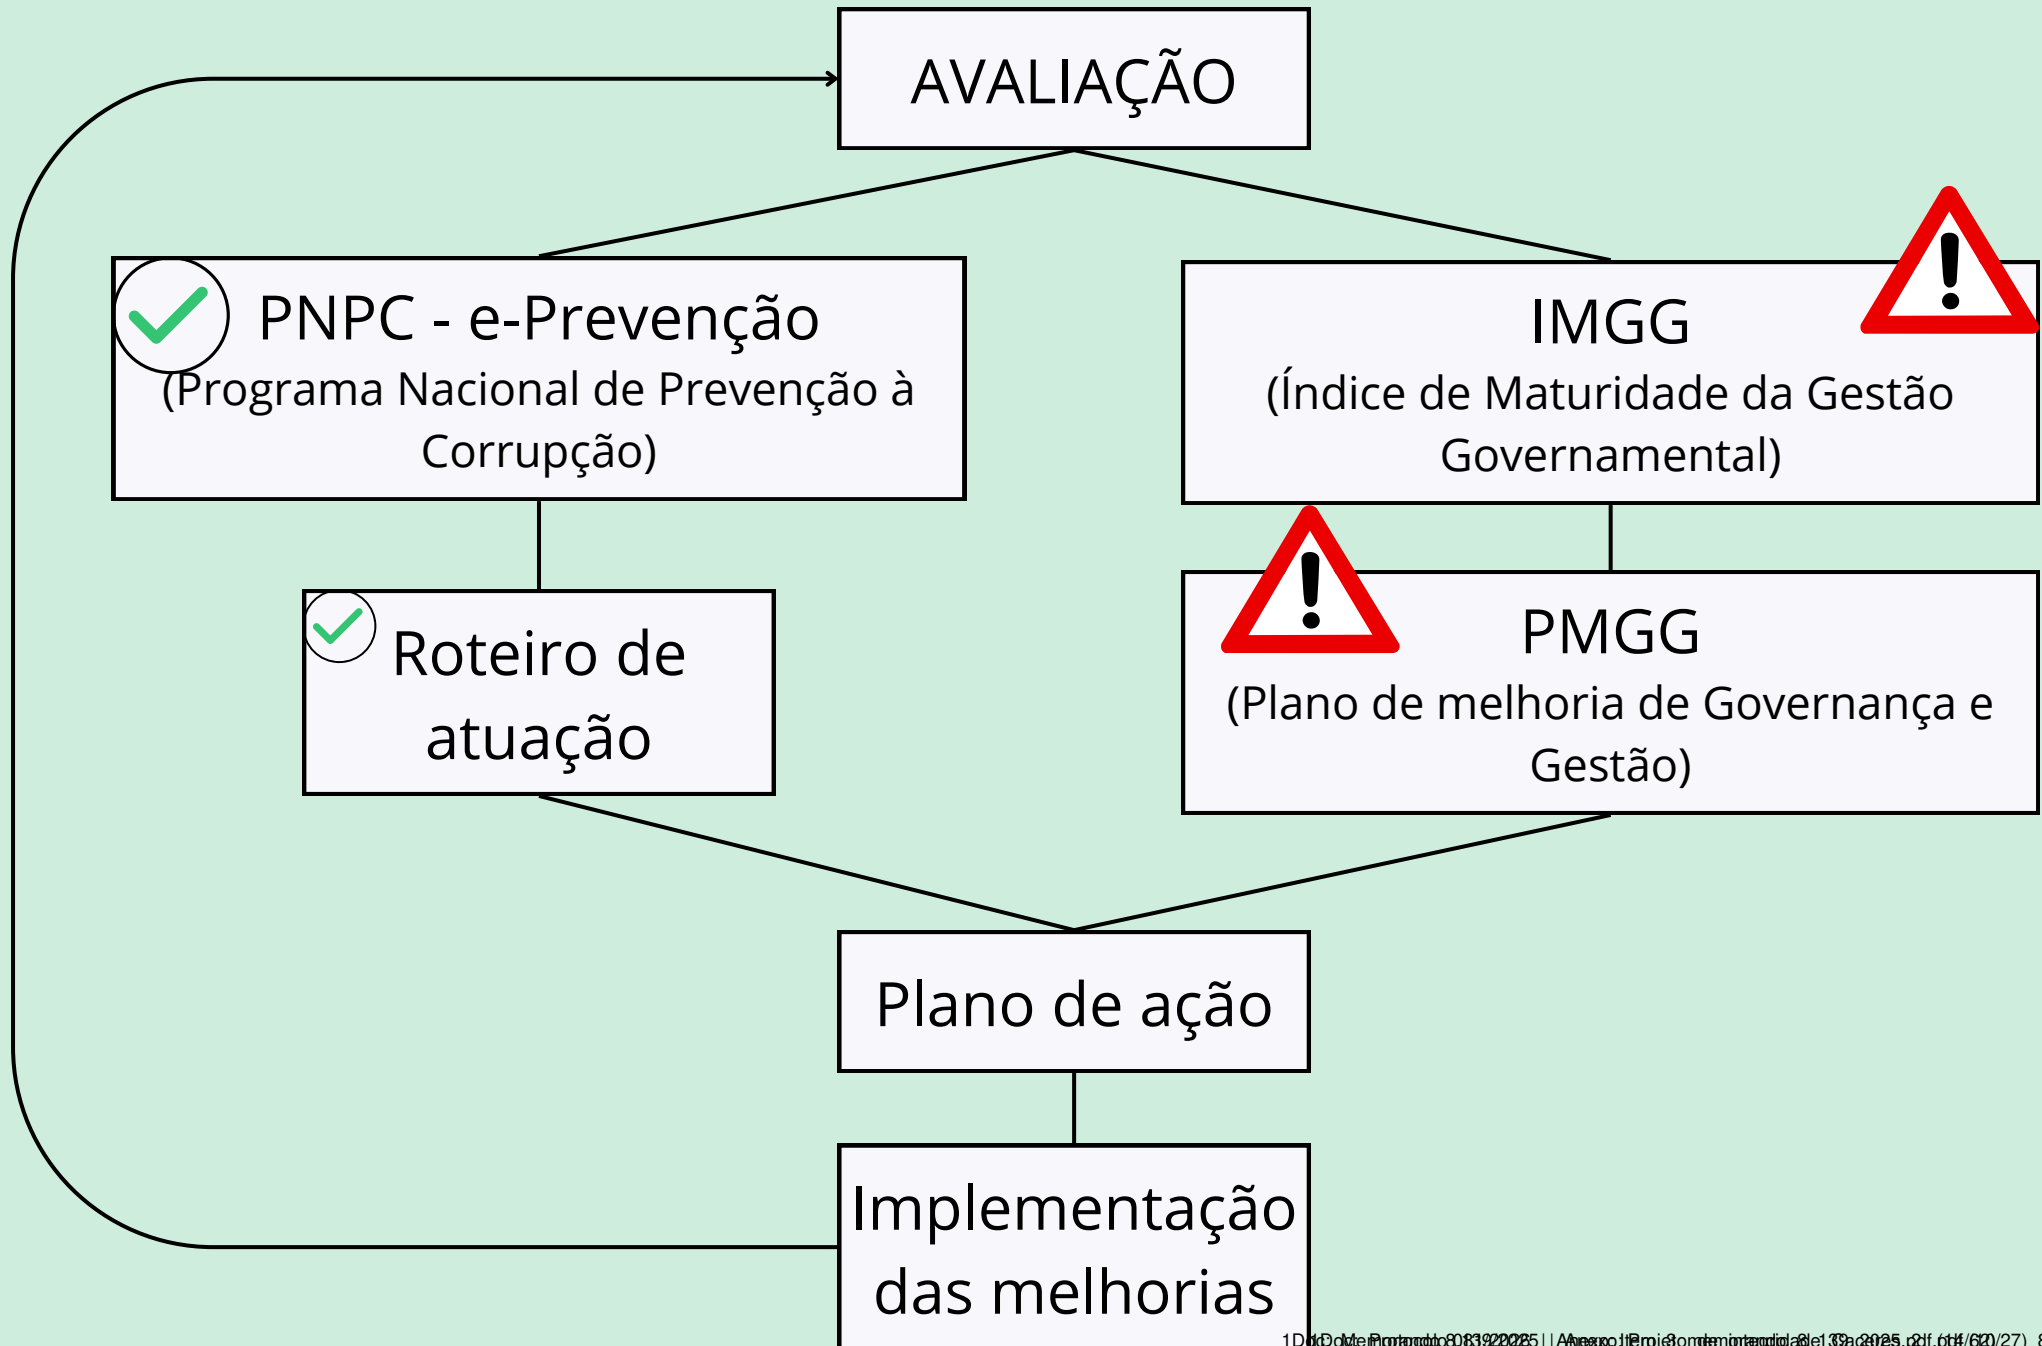 AVALIAÇÃO
PNPC - e-Prevenção
(Programa Nacional de Prevenção à
Corrupção)
IMGG
(Índice de Maturidade da Gestão
Governamental)
Roteiro de
atuação
PMGG
(Plano de melhoria de Governança e
Gestão)
Plano de ação
Implementação
das melhorias